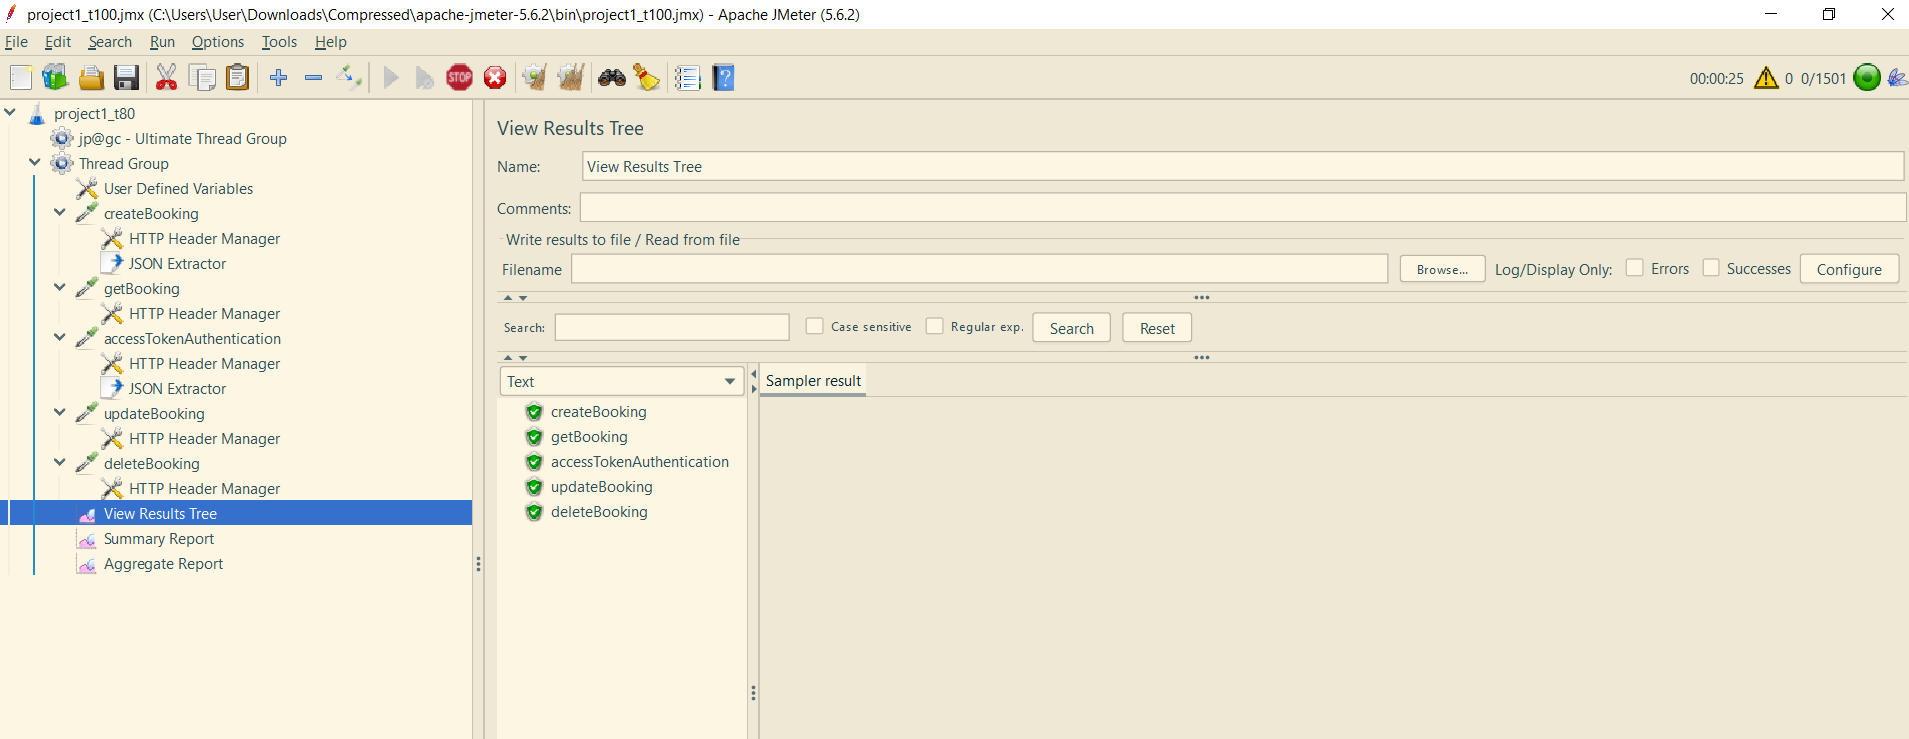 project1_t100.jmx (C:\Users\User\Downloads\Compressed\apache-jmeter-5.6.2\bin\project1_t100.jmx) - Apache JMeter (5.6.2)
File Edit Search Run Options Tools Help
STOP ? 00:00:25 0 0/1501
project1_t80
jp@gc - Ultimate Thread Group
Thread Group
User Defined Variables
createBooking
HTTP Header Manager
JSON Extractor
getBooking
HTTP Header Manager
accessTokenAuthentication
HTTP Header Manager
JSON Extractor
updateBooking
HTTP Header Manager
deleteBooking
HTTP Header Manager
View Results Tree
Summary Report
Aggregate Report
View Results Tree
Name: View Results Tree
Comments:
Write results to file / Read from file
Filename Browse... Log/Display Only: Errors Successes Configure
Search: Case sensitive Regular exp. Search Reset
Text
createBooking
getBooking
accessTokenAuthentication
updateBooking
deleteBooking
Sampler result